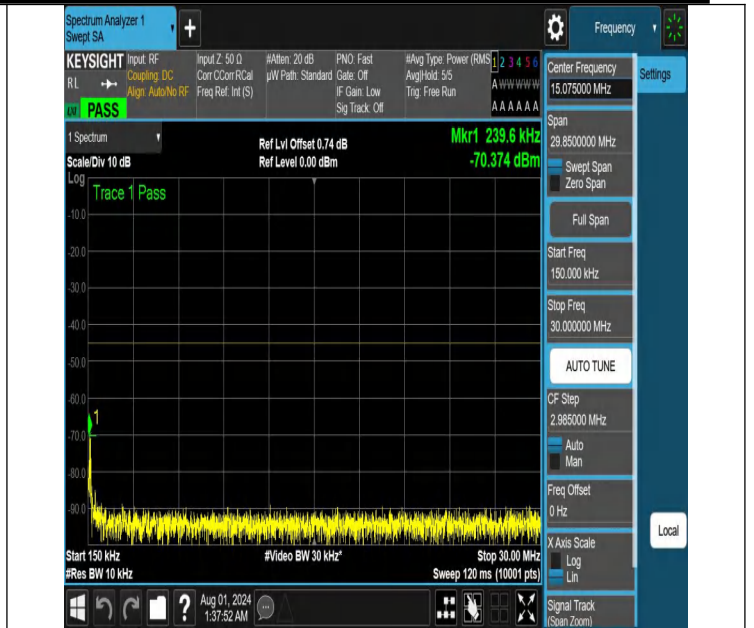 Spectrum Analyzer 1
Swept SA
+
Frequency
KEYSIGHT
RL
PASS
Input: RF
Coupling: DC
Align: Auto/No RF
Input Z: 50 Ω
Corr CCorr RCal
Freq Ref: Int (S)
#Atten: 20 dB
µW Path: Standard
PNO: Fast
Gate: Off
IF Gain: Low
Sig Track: Off
#Avg Type: Power (RMS
Avg|Hold: 5/5
Trig: Free Run
1 2 3 4 5 6
A W W W W W
A A A A A A
1 Spectrum
Scale/Div 10 dB
Log
Ref Lvl Offset 0.74 dB
Ref Level 0.00 dBm
Mkr1 239.6 kHz
-70.374 dBm
Trace 1 Pass
-10.0
-20.0
-30.0
-40.0
-50.0
-60.0
-70.0
-80.0
-90.0
1
Start 150 kHz
#Res BW 10 kHz
#Video BW 30 kHz*
Stop 30.00 MHz
Sweep 120 ms (10001 pts)
Center Frequency
15.075000 MHz
Span
29.8500000 MHz
Swept Span
Zero Span
Full Span
Start Freq
150.000 kHz
Stop Freq
30.000000 MHz
AUTO TUNE
CF Step
2.985000 MHz
Auto
Man
Freq Offset
0 Hz
X Axis Scale
Log
Lin
Signal Track
(Span Zoom)
Settings
Local
?
Aug 01, 2024
1:37:52 AM